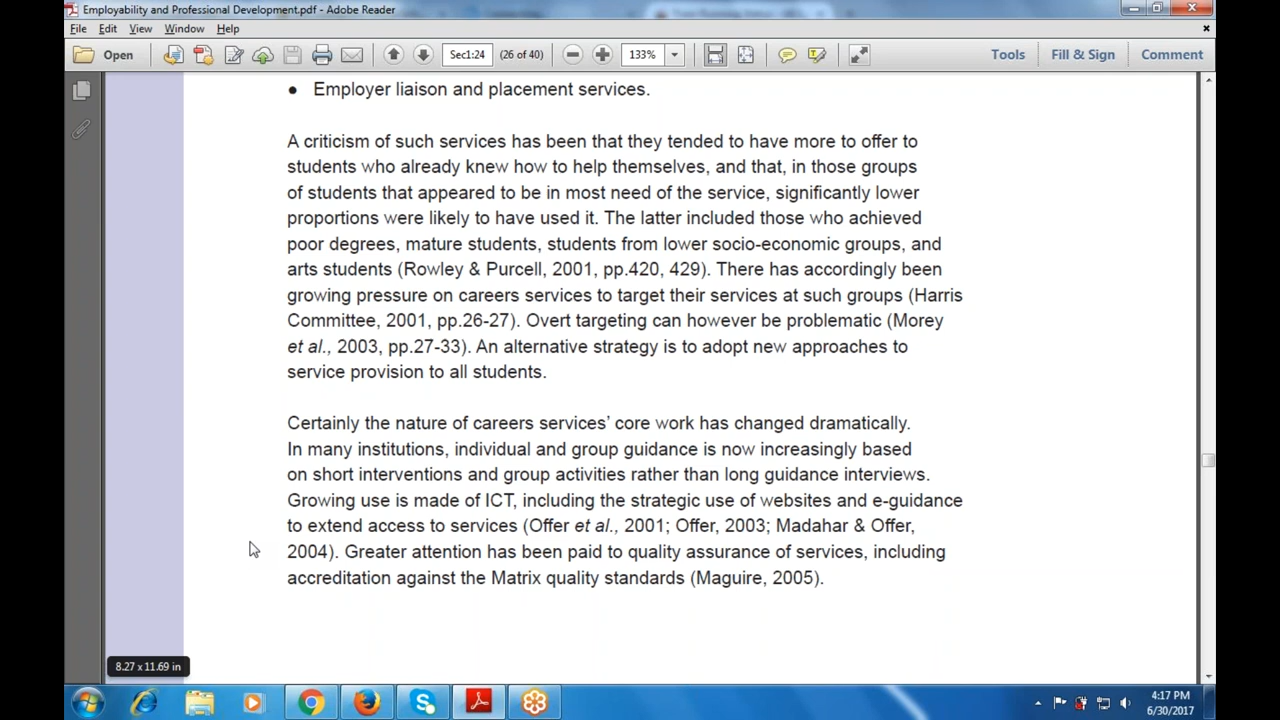 Employability and Professional Development.pdf - Adobe Reader
File Edit View Window Help
Open Sec1:24 (26 of 40) 133% Tools Fill & Sign Comment
● Employer liaison and placement services.
A criticism of such services has been that they tended to have more to offer to
students who already knew how to help themselves, and that, in those groups
of students that appeared to be in most need of the service, significantly lower
proportions were likely to have used it. The latter included those who achieved
poor degrees, mature students, students from lower socio-economic groups, and
arts students (Rowley & Purcell, 2001, pp.420, 429). There has accordingly been
growing pressure on careers services to target their services at such groups (Harris
Committee, 2001, pp.26-27). Overt targeting can however be problematic (Morey
et al., 2003, pp.27-33). An alternative strategy is to adopt new approaches to
service provision to all students.
Certainly the nature of careers services’ core work has changed dramatically.
In many institutions, individual and group guidance is now increasingly based
on short interventions and group activities rather than long guidance interviews.
Growing use is made of ICT, including the strategic use of websites and e-guidance
to extend access to services (Offer et al., 2001; Offer, 2003; Madahar & Offer,
2004). Greater attention has been paid to quality assurance of services, including
accreditation against the Matrix quality standards (Maguire, 2005).
8.27 x 11.69 in
4:17 PM
6/30/2017